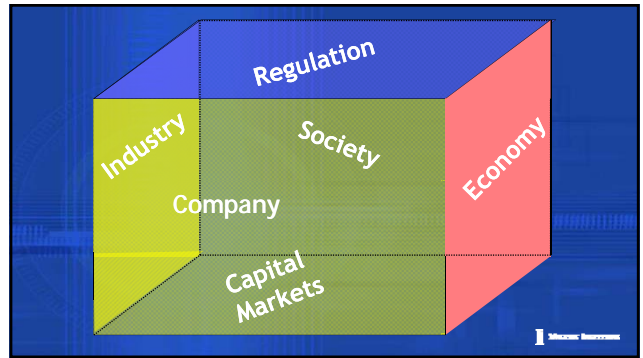 Regulation
Industry
Society
Economy
Company
Capital
Markets